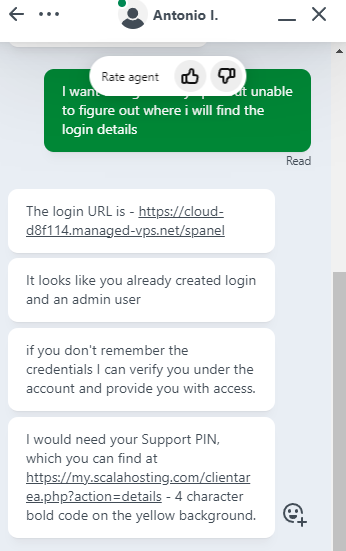 Antonio I.
Rate agent
I want
ut unable
to figure out where i will find the
login details
Read
The login URL is - https://cloud-
d8f114.managed-vps.net/spanel
It looks like you already created login
and an admin user
if you don't remember the
credentials I can verify you under the
account and provide you with access.
I would need your Support PIN,
which you can find at
https://my.scalahosting.com/clientar
ea.php?action=details - 4 character
bold code on the yellow background.